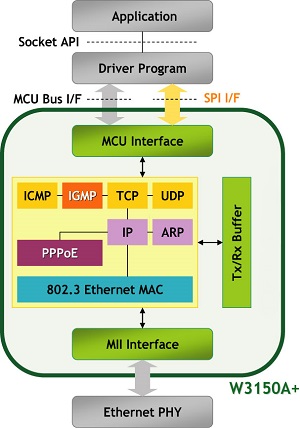 Application
Socket API
Driver Program
MCU Bus I/F
SPI I/F
MCU Interface
ICMP
IGMP
TCP
UDP
IP
ARP
PPPoE
802.3 Ethernet MAC
Tx/Rx Buffer
MII Interface
W3150A+
Ethernet PHY